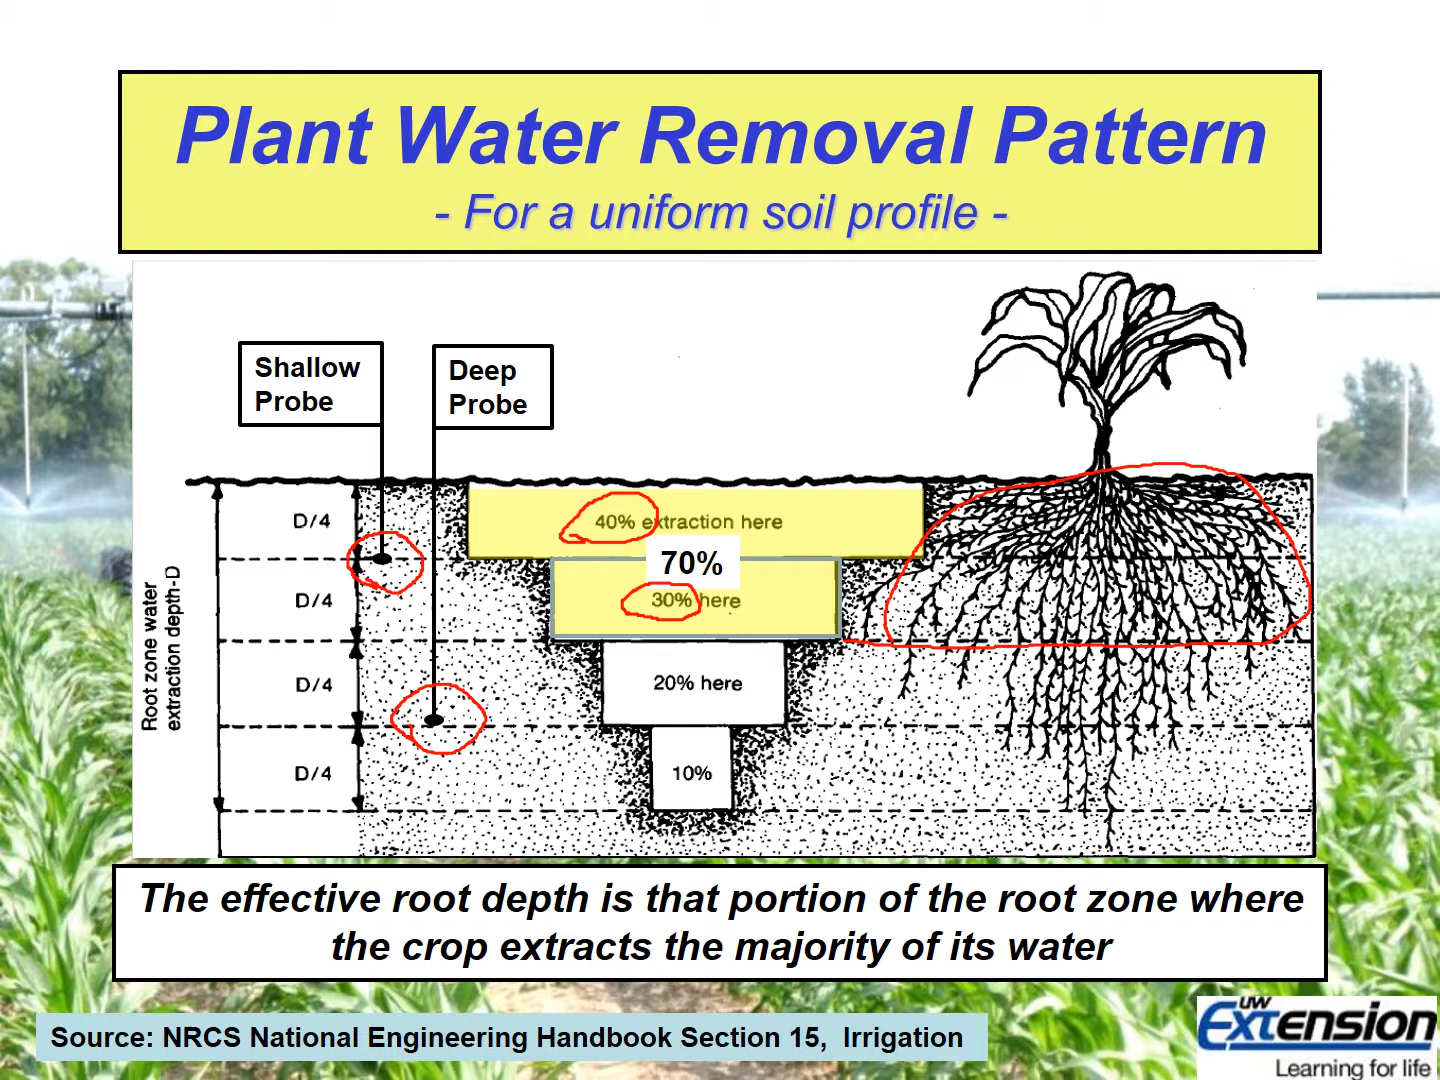 Plant Water Removal Pattern
- For a uniform soil profile -
Shallow
Probe
Deep
Probe
D/4
40% extraction here
70%
D/4
30% here
Root zone water
extraction depth-D
D/4
20% here
D/4
10%
The effective root depth is that portion of the root zone where
the crop extracts the majority of its water
Source: NRCS National Engineering Handbook Section 15, Irrigation
UW
Extension
Learning for life